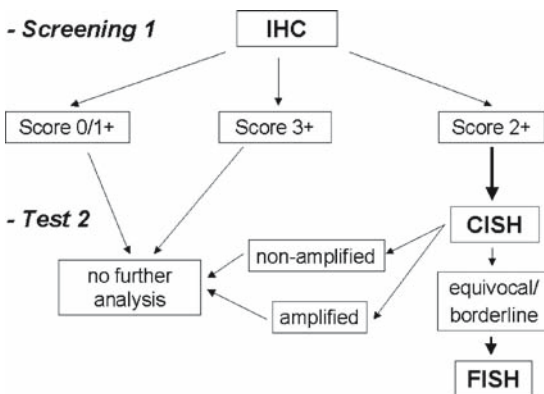 - Screening 1
IHC
Score 0/1+
Score 3+
Score 2+
- Test 2
CISH
non-amplified
no further
analysis
equivocal/
borderline
amplified
FISH